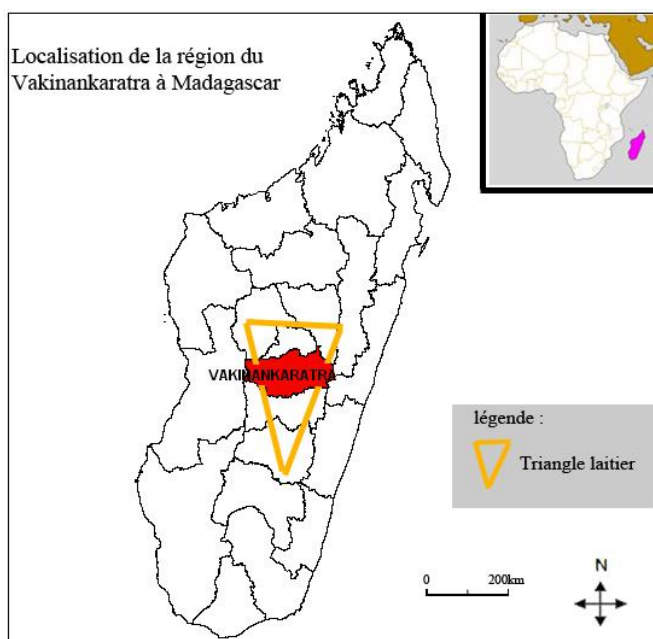 Localisation de la région du
Vakinankaratra à Madagascar
VAKINANKARATRA
légende :
Triangle laitier
0 200km
N